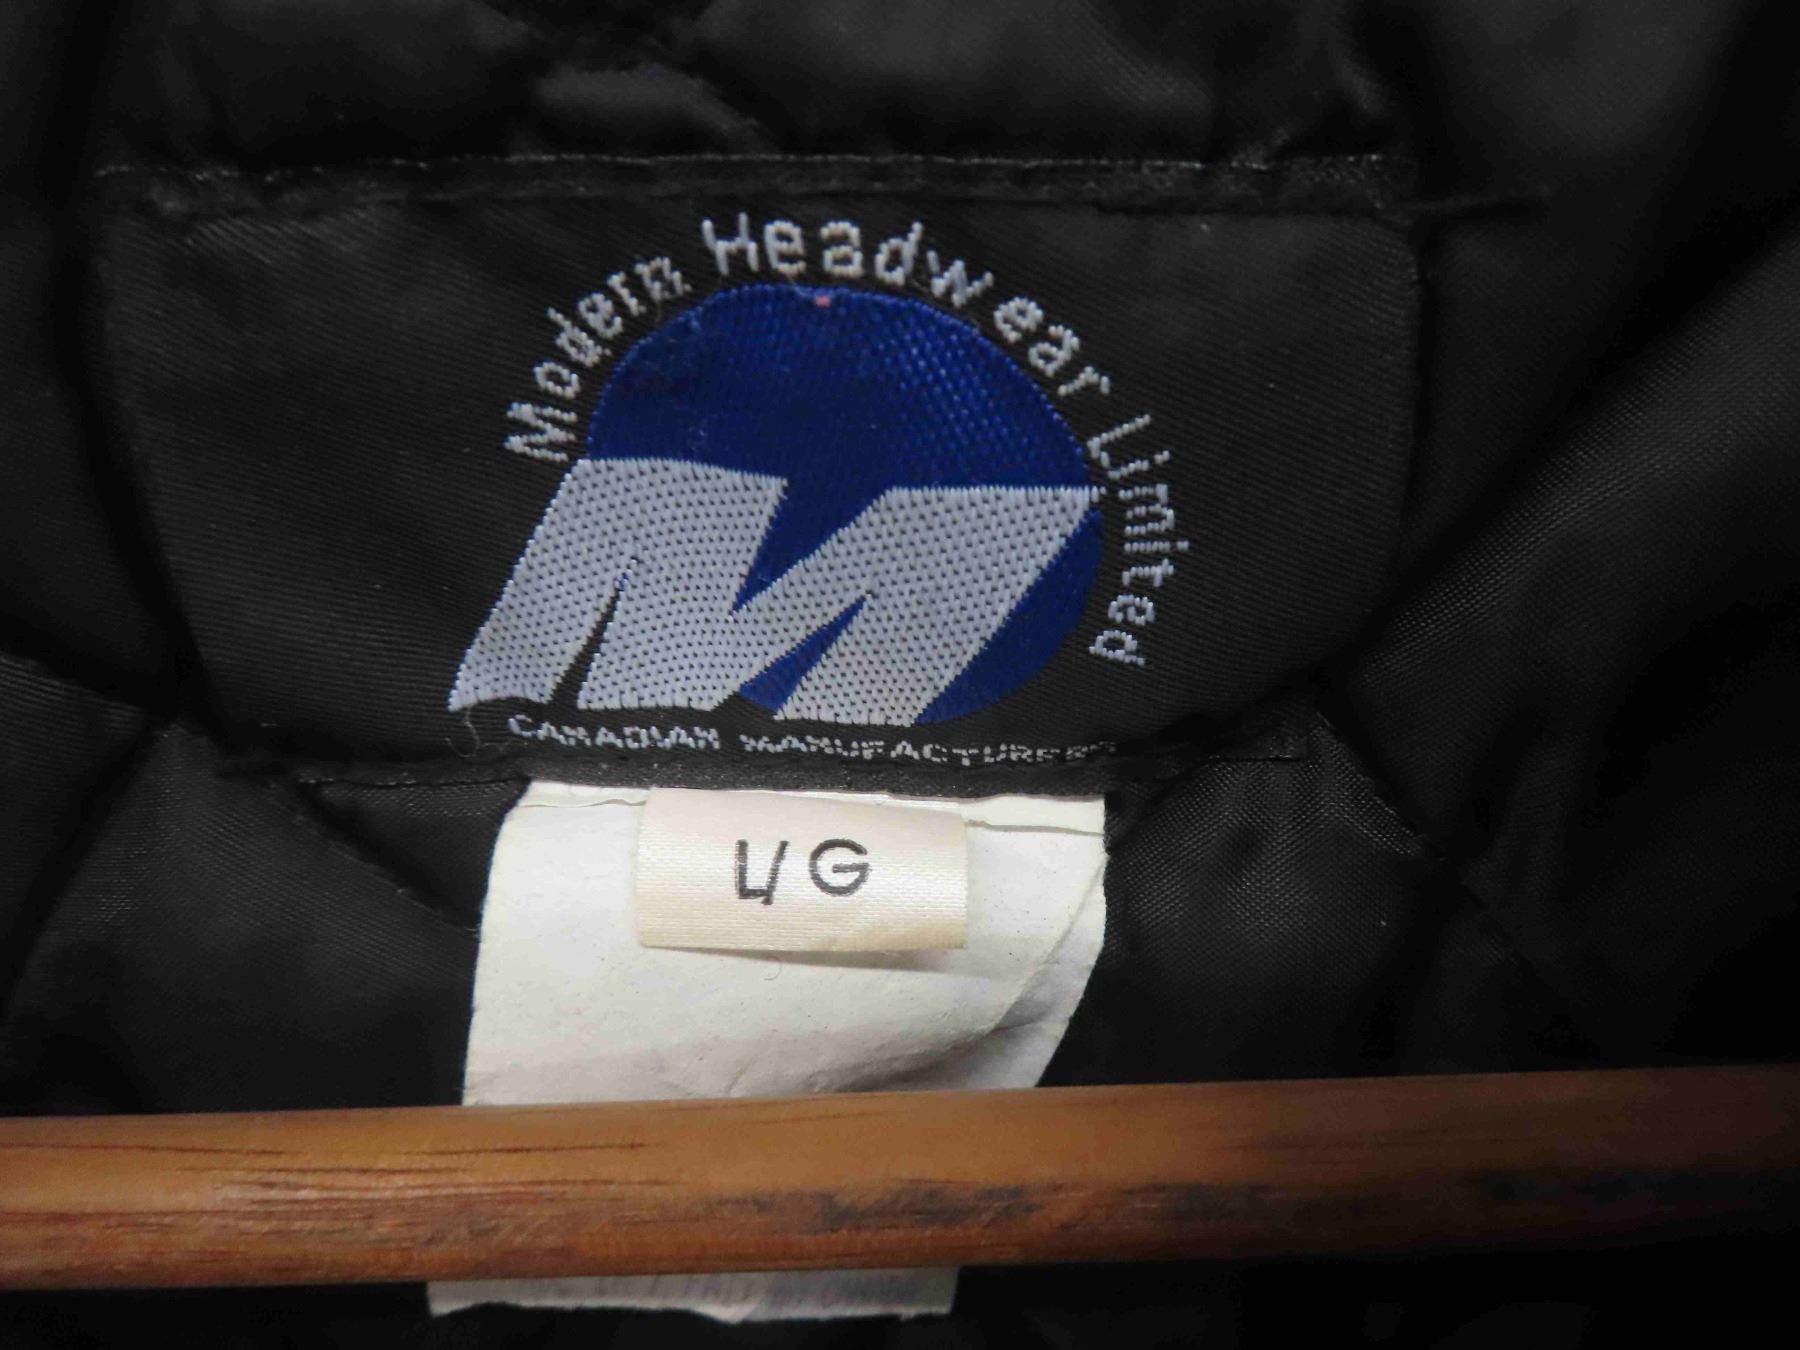 Modern Headwear Limited
M
CANADIAN MANUFACTURERS
L/G